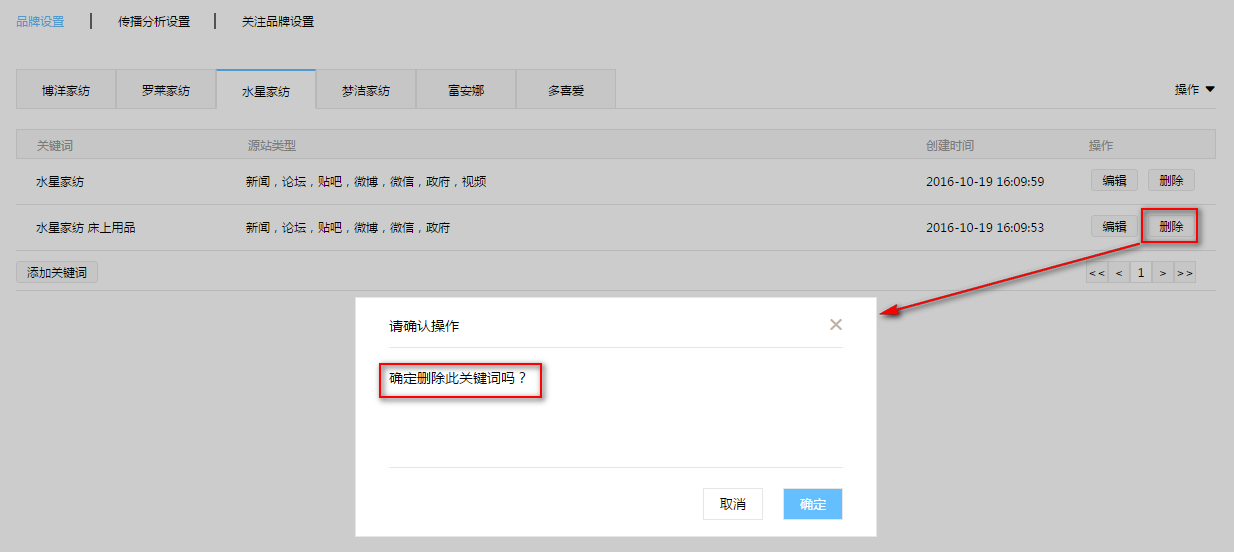 品牌设置 | 传播分析设置 | 关注品牌设置
博洋家纺 罗莱家纺 水星家纺 梦洁家纺 富安娜 多喜爱 操作
关键词 源站类型 创建时间 操作
水星家纺 新闻，论坛，贴吧，微博，微信，政府，视频 2016-10-19 16:09:59 编辑 删除
水星家纺 床上用品 新闻，论坛，贴吧，微博，微信，政府 2016-10-19 16:09:53 编辑 删除
添加关键词 << < 1 > >>
请确认操作
确定删除此关键词吗？
取消 确定